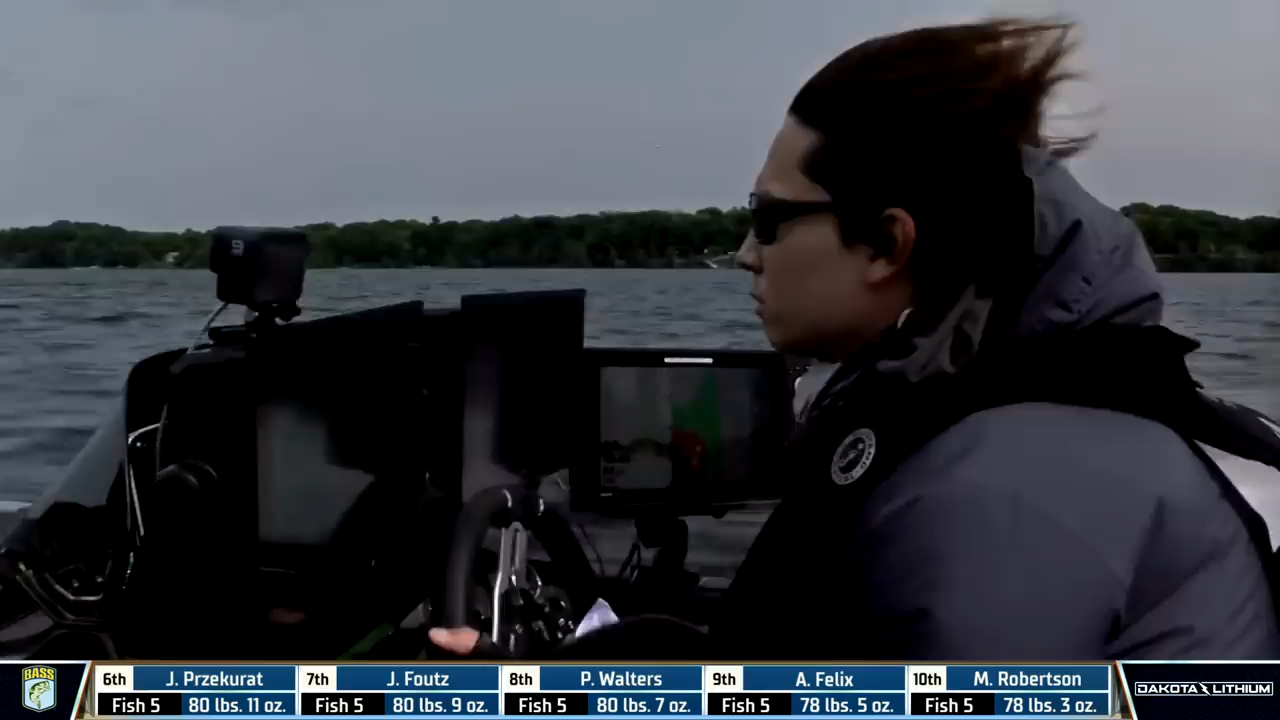 9
BASS
6th J. Przekurat
Fish 5 80 lbs. 11 oz.
7th J. Foutz
Fish 5 80 lbs. 9 oz.
8th P. Walters
Fish 5 80 lbs. 7 oz.
9th A. Felix
Fish 5 78 lbs. 5 oz.
10th M. Robertson
Fish 5 78 lbs. 3 oz.
DAKOTA LITHIUM